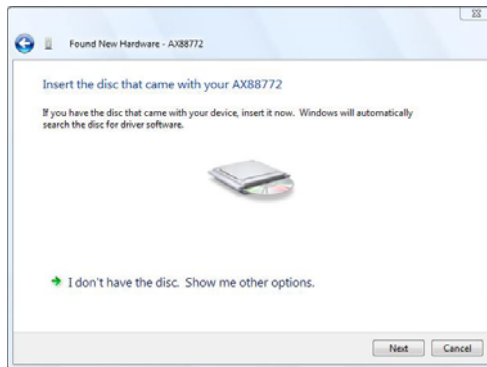 Found New Hardware - AX88772
Insert the disc that came with your AX88772
If you have the disc that came with your device, insert it now. Windows will automatically
search the disc for driver software.
I don't have the disc. Show me other options.
Next
Cancel